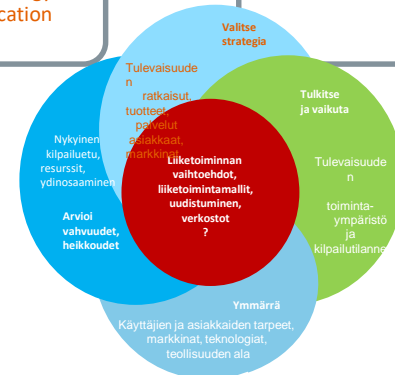 cation
Valitse
strategia
Tulevaisuude
n
ratkaisut,
tuotteet,
palvelut
asiakkaat,
markkinat
Tulkitse
ja vaikuta
Nykyinen
kilpailuetu,
resurssit,
ydinosaaminen
Liiketoiminnan
vaihtoehdot,
liiketoimintamallit,
uudistuminen,
verkostot
?
Tulevaisuude
n
toiminta-
ympäristö
ja
kilpailutilanne
Arvioi
vahvuudet,
heikkoudet
Ymmärrä
Käyttäjien ja asiakkaiden tarpeet,
markkinat, teknologiat,
teollisuuden ala